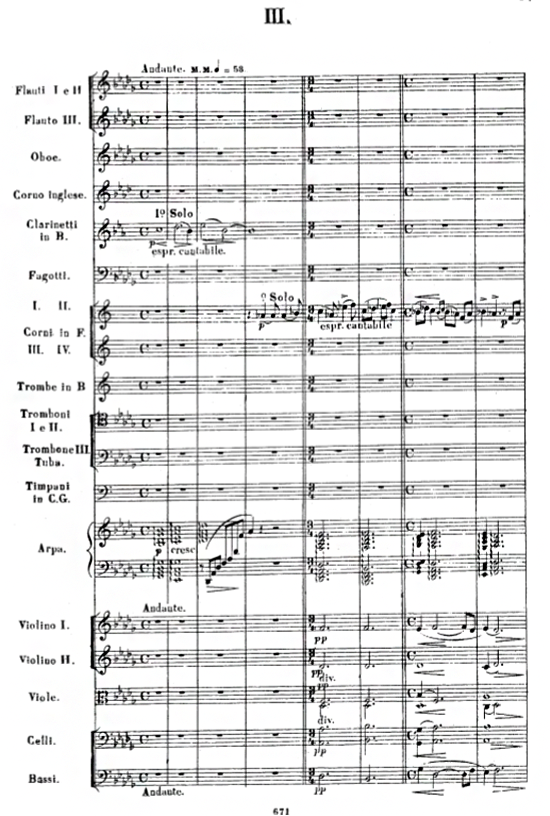 III.
Andante. M.M. = 58
Flauti I e II
Flauto III.
Oboe.
Corno inglese.
1º Solo
Clarinetti
in B.
p
espr. cantabile.
Fagotti.
I. II.
º Solo
p
espr. cantabile
p
Corni in F.
III. IV.
Trombe in B
Tromboni
I e II.
Trombone III.
Tuba.
Timpani
in C.G.
Arpa.
p cresc
Andante.
Violino I.
pp
Violino II.
pp
div.
pp
Viole.
div.
Celli.
pp
Bassi.
pp
Andante.
671